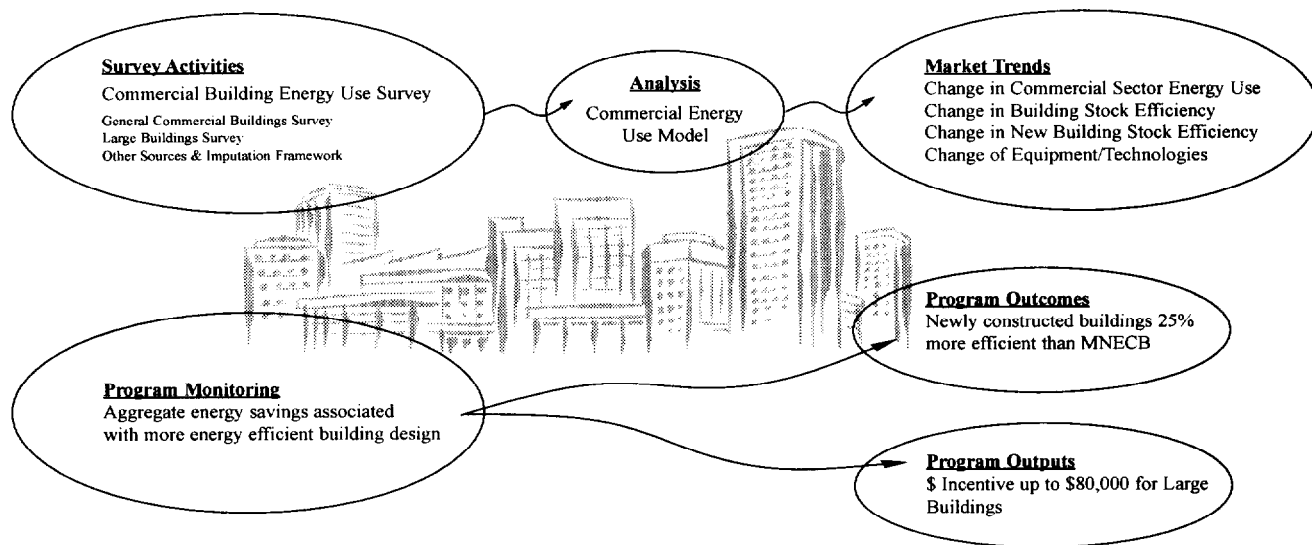 Survey Activities
Commercial Building Energy Use Survey
General Commercial Buildings Survey
Large Buildings Survey
Other Sources & Imputation Framework
Analysis
Commercial Energy
Use Model
Market Trends
Change in Commercial Sector Energy Use
Change in Building Stock Efficiency
Change in New Building Stock Efficiency
Change of Equipment/Technologies
Program Monitoring
Aggregate energy savings associated
with more energy efficient building design
Program Outcomes
Newly constructed buildings 25%
more efficient than MNECB
Program Outputs
$ Incentive up to $80,000 for Large
Buildings